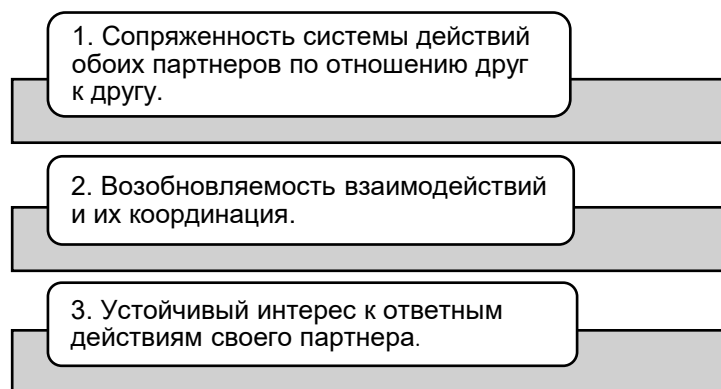 1. Сопряженность системы действий
обоих партнеров по отношению друг
к другу.
2. Возобновляемость взаимодействий
и их координация.
3. Устойчивый интерес к ответным
действиям своего партнера.